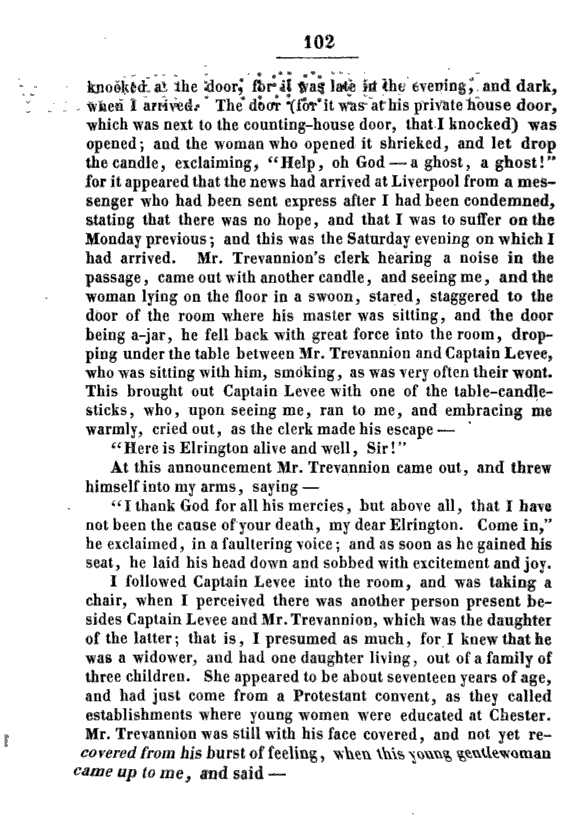 102
knocked at the door, for it was late in the evening, and dark,
when I arrived. The door (for it was at his private house door,
which was next to the counting-house door, that I knocked) was
opened; and the woman who opened it shrieked, and let drop
the candle, exclaiming, "Help, oh God — a ghost, a ghost!"
for it appeared that the news had arrived at Liverpool from a mes-
senger who had been sent express after I had been condemned,
stating that there was no hope, and that I was to suffer on the
Monday previous; and this was the Saturday evening on which I
had arrived. Mr. Trevannion's clerk hearing a noise in the
passage, came out with another candle, and seeing me, and the
woman lying on the floor in a swoon, stared, staggered to the
door of the room where his master was sitting, and the door
being a-jar, he fell back with great force into the room, drop-
ping under the table between Mr. Trevannion and Captain Levee,
who was sitting with him, smoking, as was very often their wont.
This brought out Captain Levee with one of the table-candle-
sticks, who, upon seeing me, ran to me, and embracing me
warmly, cried out, as the clerk made his escape —
"Here is Elrington alive and well, Sir!"
At this announcement Mr. Trevannion came out, and threw
himself into my arms, saying —
"I thank God for all his mercies, but above all, that I have
not been the cause of your death, my dear Elrington. Come in,"
he exclaimed, in a faultering voice; and as soon as he gained his
seat, he laid his head down and sobbed with excitement and joy.
I followed Captain Levee into the room, and was taking a
chair, when I perceived there was another person present be-
sides Captain Levee and Mr. Trevannion, which was the daughter
of the latter; that is, I presumed as much, for I knew that he
was a widower, and had one daughter living, out of a family of
three children. She appeared to be about seventeen years of age,
and had just come from a Protestant convent, as they called
establishments where young women were educated at Chester.
Mr. Trevannion was still with his face covered, and not yet re-
covered from his burst of feeling, when this young gentlewoman
came up to me, and said —